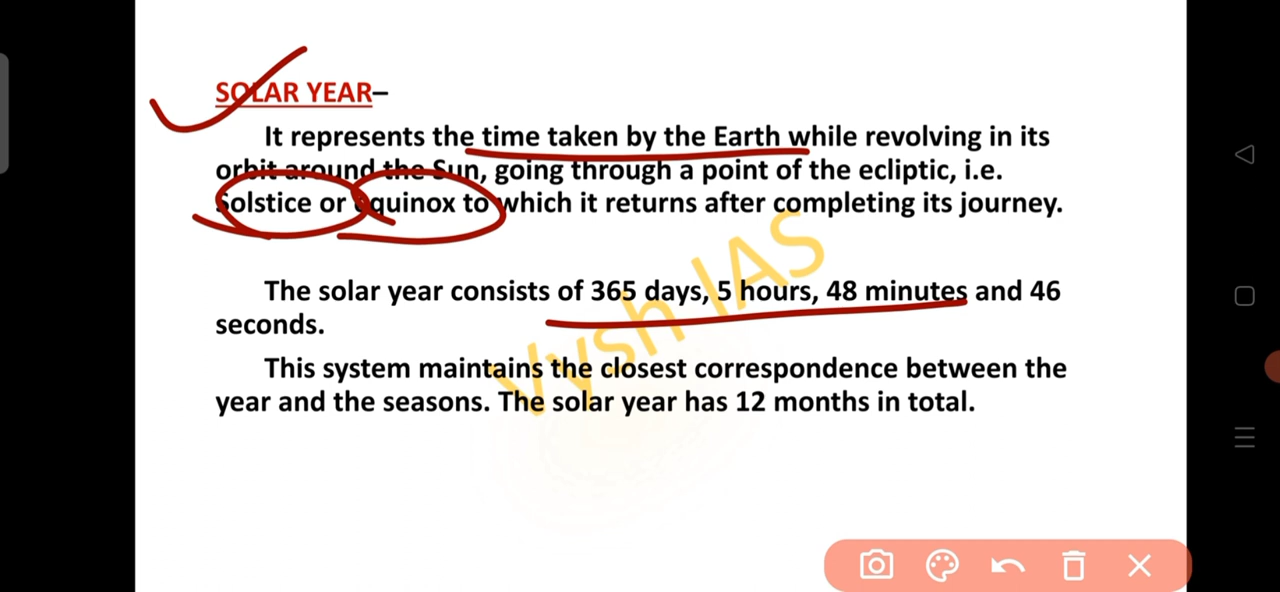 SOLAR YEAR–
It represents the time taken by the Earth while revolving in its
orbit around the Sun, going through a point of the ecliptic, i.e.
Solstice or equinox to which it returns after completing its journey.
The solar year consists of 365 days, 5 hours, 48 minutes and 46
seconds.
This system maintains the closest correspondence between the
year and the seasons. The solar year has 12 months in total.
Vysh IAS